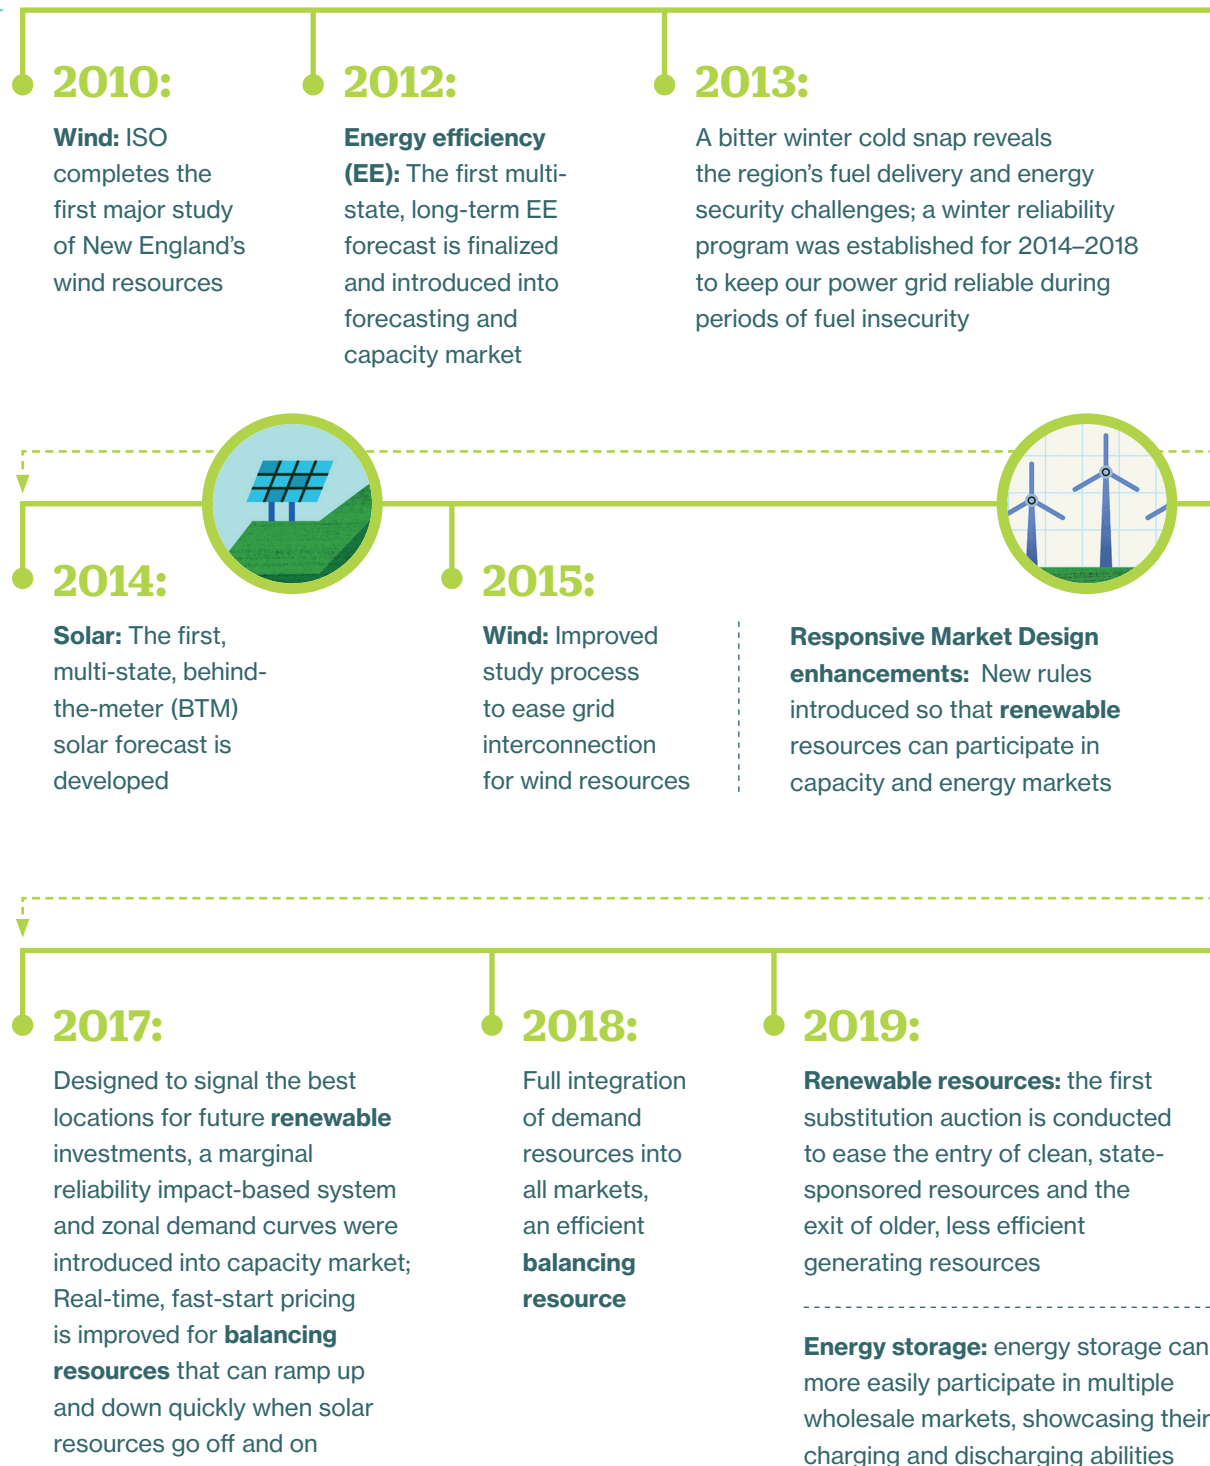 2010:
Wind: ISO
completes the
first major study
of New England's
wind resources
2012:
Energy efficiency
(EE): The first multi-
state, long-term EE
forecast is finalized
and introduced into
forecasting and
capacity market
2013:
A bitter winter cold snap reveals
the region's fuel delivery and energy
security challenges; a winter reliability
program was established for 2014–2018
to keep our power grid reliable during
periods of fuel insecurity
2014:
Solar: The first,
multi-state, behind-
the-meter (BTM)
solar forecast is
developed
2015:
Wind: Improved
study process
to ease grid
interconnection
for wind resources
Responsive Market Design
enhancements: New rules
introduced so that renewable
resources can participate in
capacity and energy markets
2017:
Designed to signal the best
locations for future renewable
investments, a marginal
reliability impact-based system
and zonal demand curves were
introduced into capacity market;
Real-time, fast-start pricing
is improved for balancing
resources that can ramp up
and down quickly when solar
resources go off and on
2018:
Full integration
of demand
resources into
all markets,
an efficient
balancing
resource
2019:
Renewable resources: the first
substitution auction is conducted
to ease the entry of clean, state-
sponsored resources and the
exit of older, less efficient
generating resources
Energy storage: energy storage can
more easily participate in multiple
wholesale markets, showcasing their
charging and discharging abilities